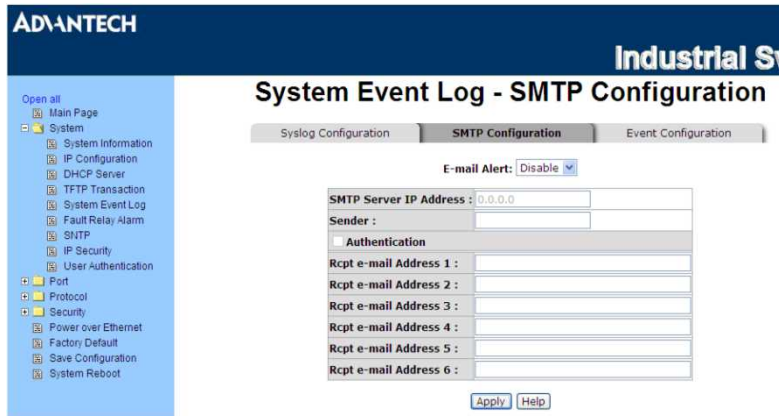 ADVANTECH
Industrial
System Event Log - SMTP Configuration
Open all
Main Page
System
System Information
IP Configuration
DHCP Server
TFTP Transaction
System Event Log
Fault Relay Alarm
SNTP
IP Security
User Authentication
Port
Protocol
Security
Power over Ethernet
Factory Default
Save Configuration
System Reboot
Syslog Configuration
SMTP Configuration
Event Configuration
E-mail Alert: Disable
SMTP Server IP Address : 0.0.0.0
Sender :
Authentication
Rcpt e-mail Address 1 :
Rcpt e-mail Address 2 :
Rcpt e-mail Address 3 :
Rcpt e-mail Address 4 :
Rcpt e-mail Address 5 :
Rcpt e-mail Address 6 :
Apply Help